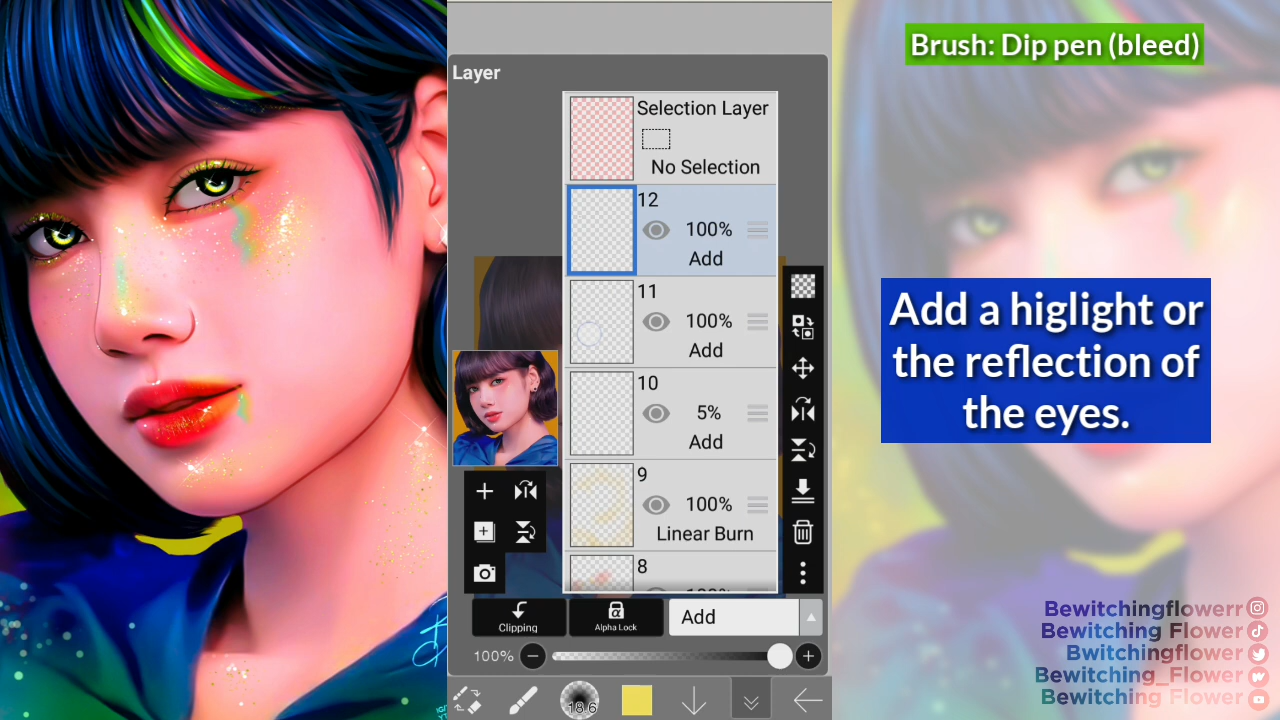 Brush: Dip pen (bleed)
Layer
Selection Layer
No Selection
12
100%
Add
11
100%
Add
10
5%
Add
9
100%
Linear Burn
8
Add a higlight or
the reflection of
the eyes.
Clipping
α
Alpha Lock
Add
100%
18.6
Bewitchingflowerr
Bewitching Flower
Bwitchingflower
Bewitching_Flower
Bewitching Flower